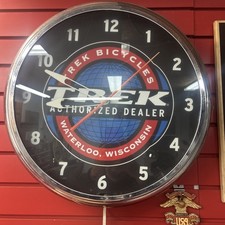 12
1
2
3
4
5
6
7
8
9
10
11
TREK BICYCLES
TREK
AUTHORIZED DEALER
WATERLOO, WISCONSIN
USA